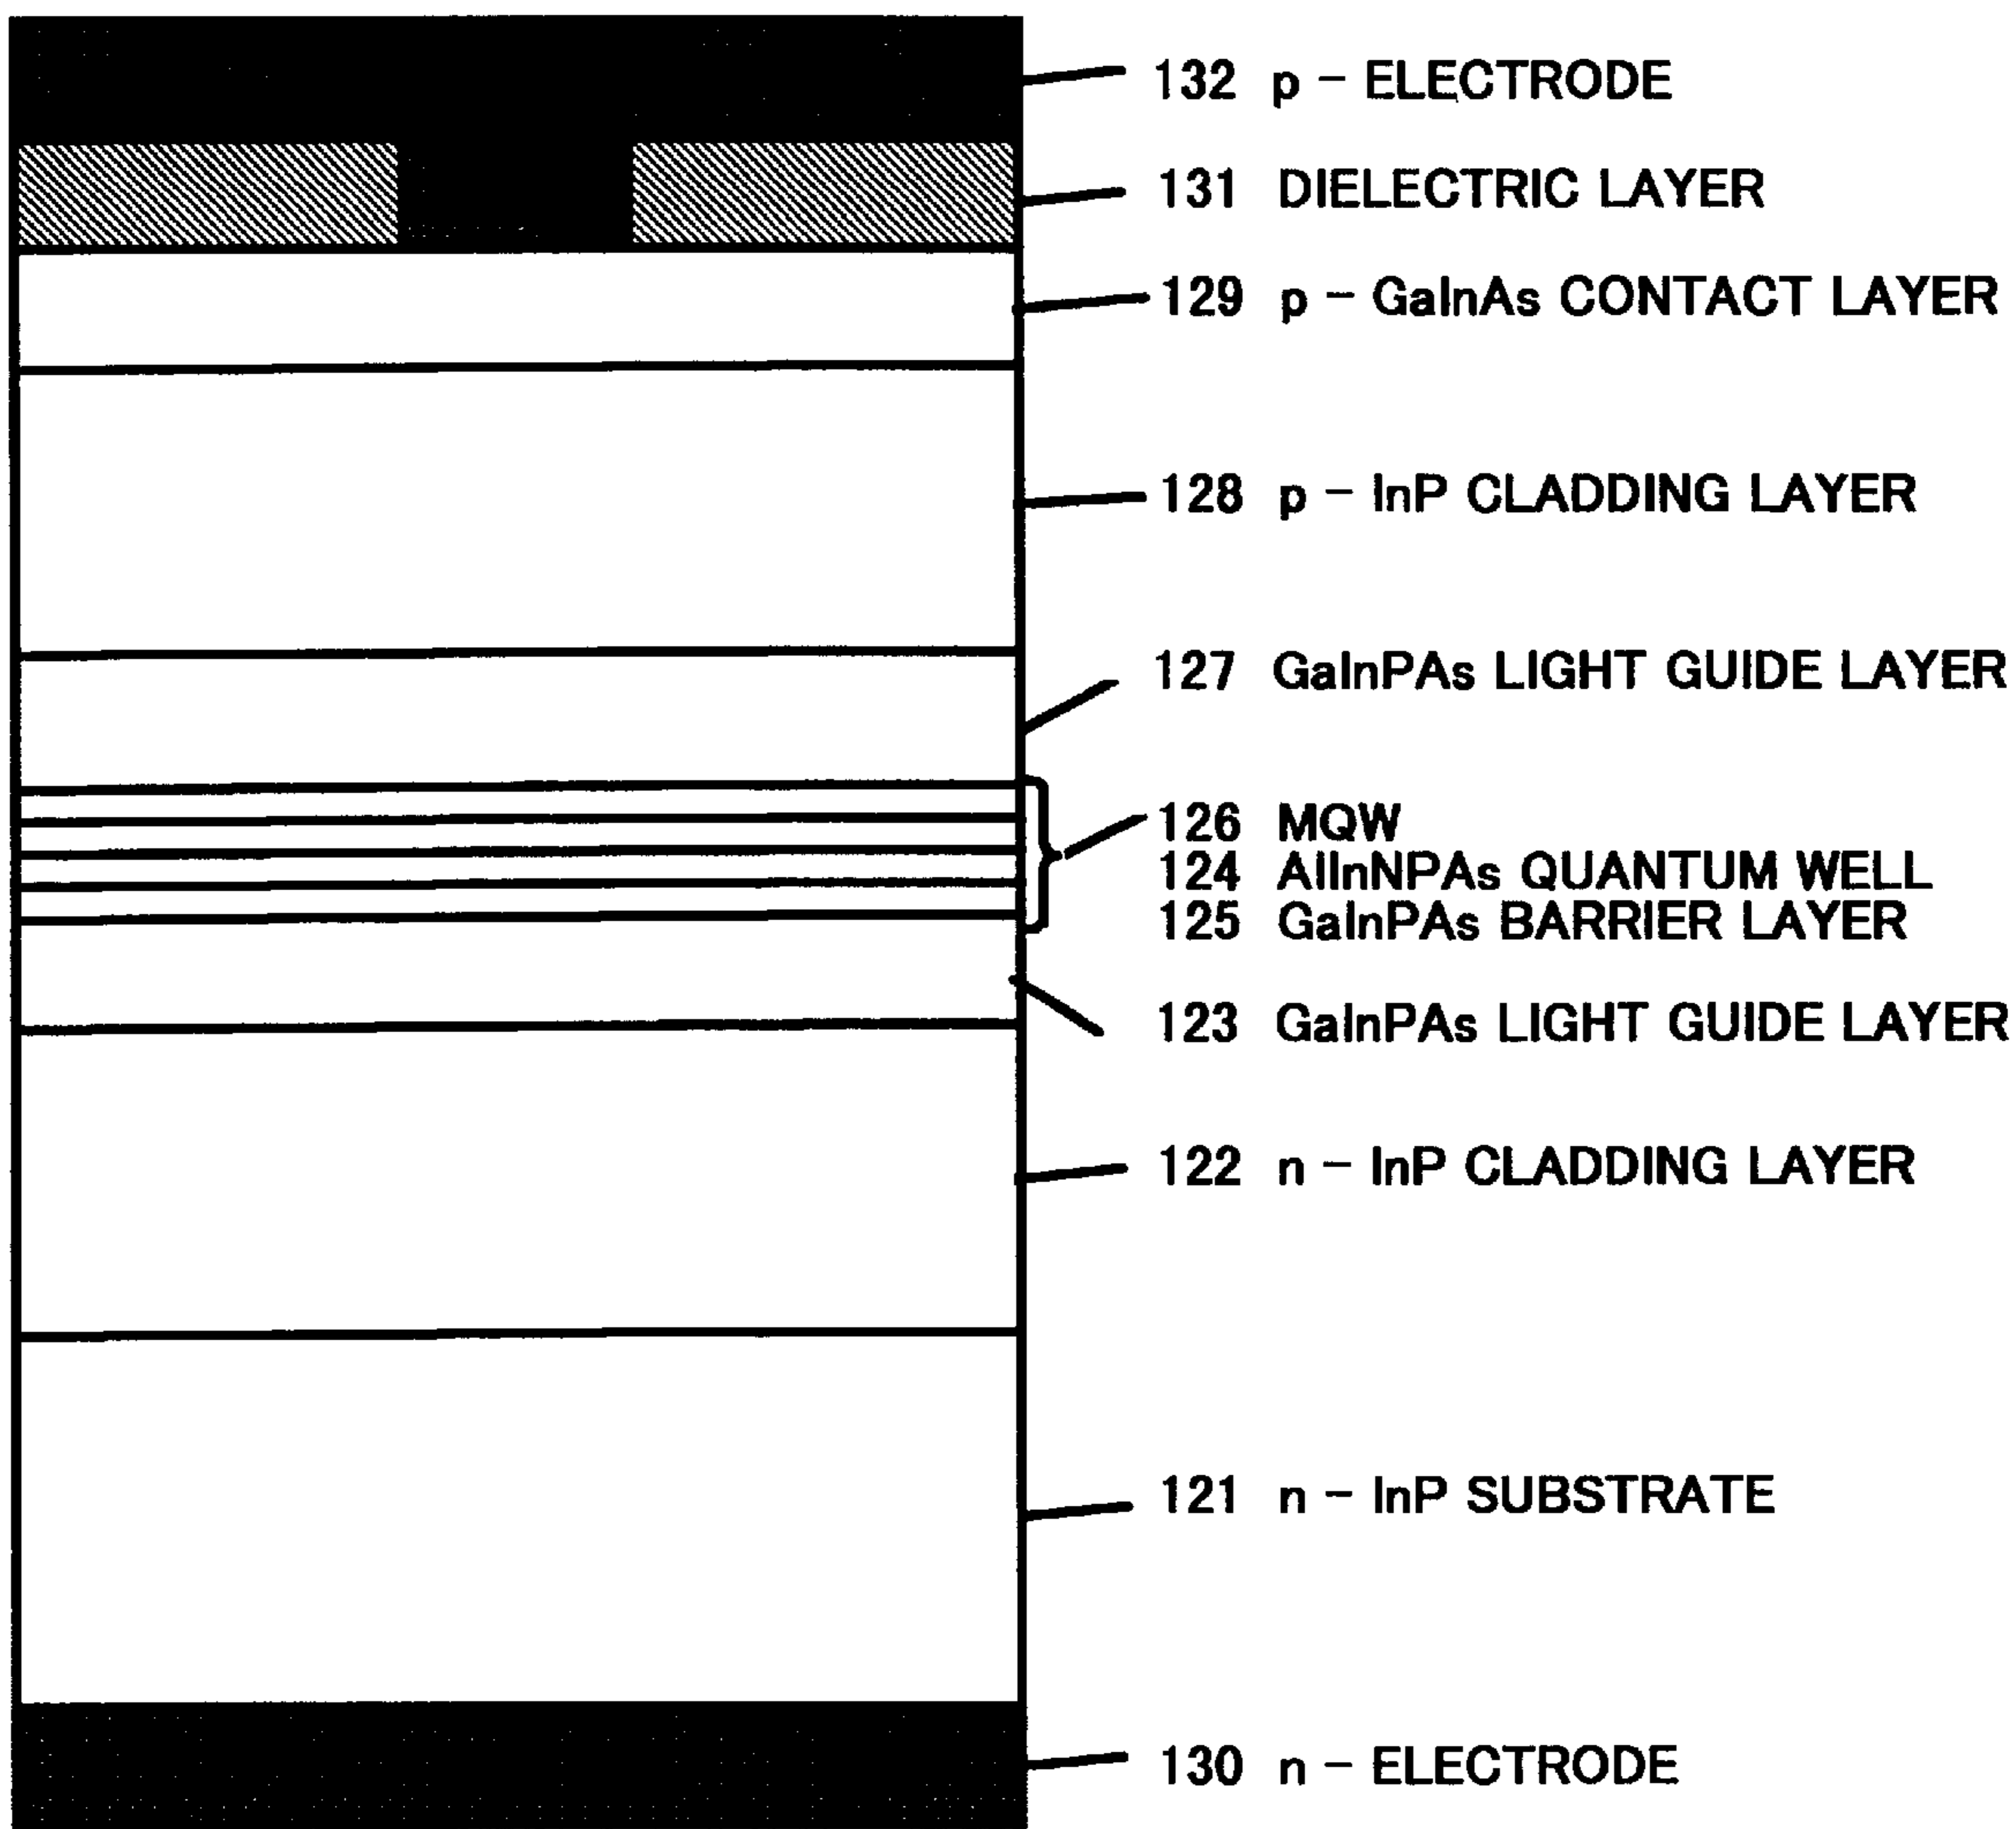 132 p - ELECTRODE
131 DIELECTRIC LAYER
129 p - GaInAs CONTACT LAYER
128 p - InP CLADDING LAYER
127 GaInPAs LIGHT GUIDE LAYER
126 MQW
124 AlInNPAs QUANTUM WELL
125 GaInPAs BARRIER LAYER
123 GaInPAs LIGHT GUIDE LAYER
122 n - InP CLADDING LAYER
121 n - InP SUBSTRATE
130 n - ELECTRODE